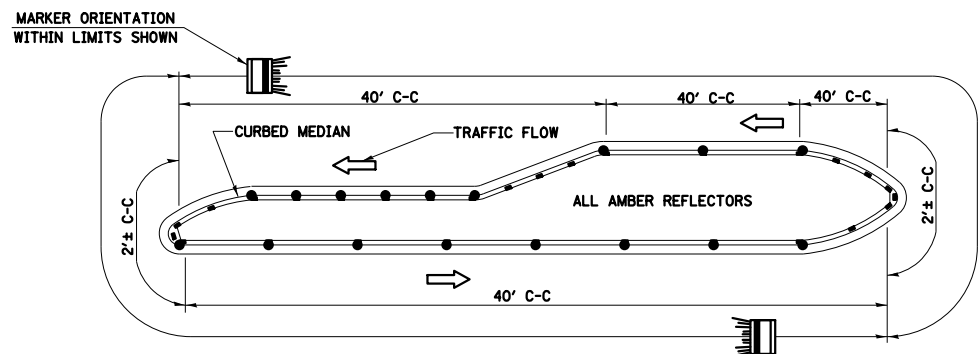 MARKER ORIENTATION
WITHIN LIMITS SHOWN
40' C-C
40' C-C
40' C-C
CURBED MEDIAN
TRAFFIC FLOW
ALL AMBER REFLECTORS
2'± C-C
2'± C-C
40' C-C